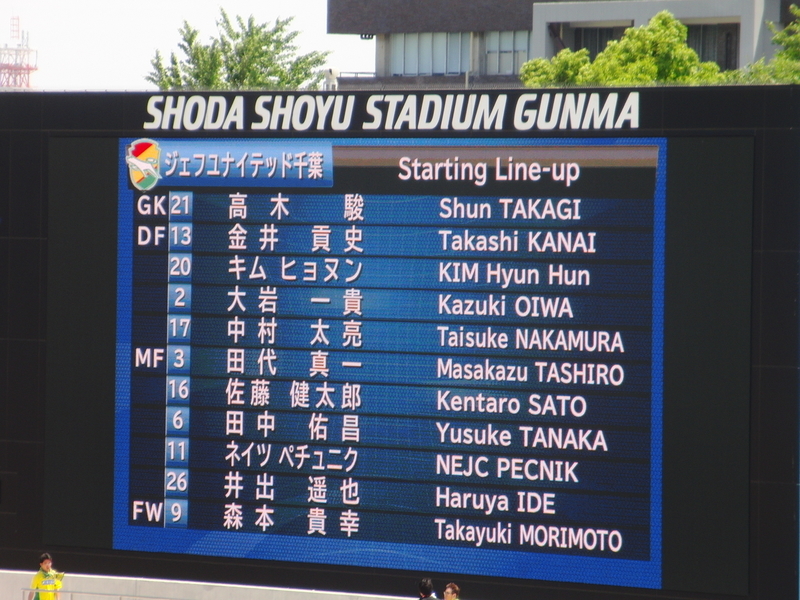 SHODA SHOYU STADIUM GUNMA
ジェフユナイテッド千葉 Starting Line-up
GK 21 高木 駿 Shun TAKAGI
DF 13 金井 貢史 Takashi KANAI
20 キム ヒョヌン KIM Hyun Hun
2 大岩 一貴 Kazuki OIWA
17 中村 太亮 Taisuke NAKAMURA
MF 3 田代 真一 Masakazu TASHIRO
16 佐藤 健太郎 Kentaro SATO
6 田中 佑昌 Yusuke TANAKA
11 ネイツ ペチュニク NEJC PECNIK
26 井出 遥也 Haruya IDE
FW 9 森本 貴幸 Takayuki MORIMOTO